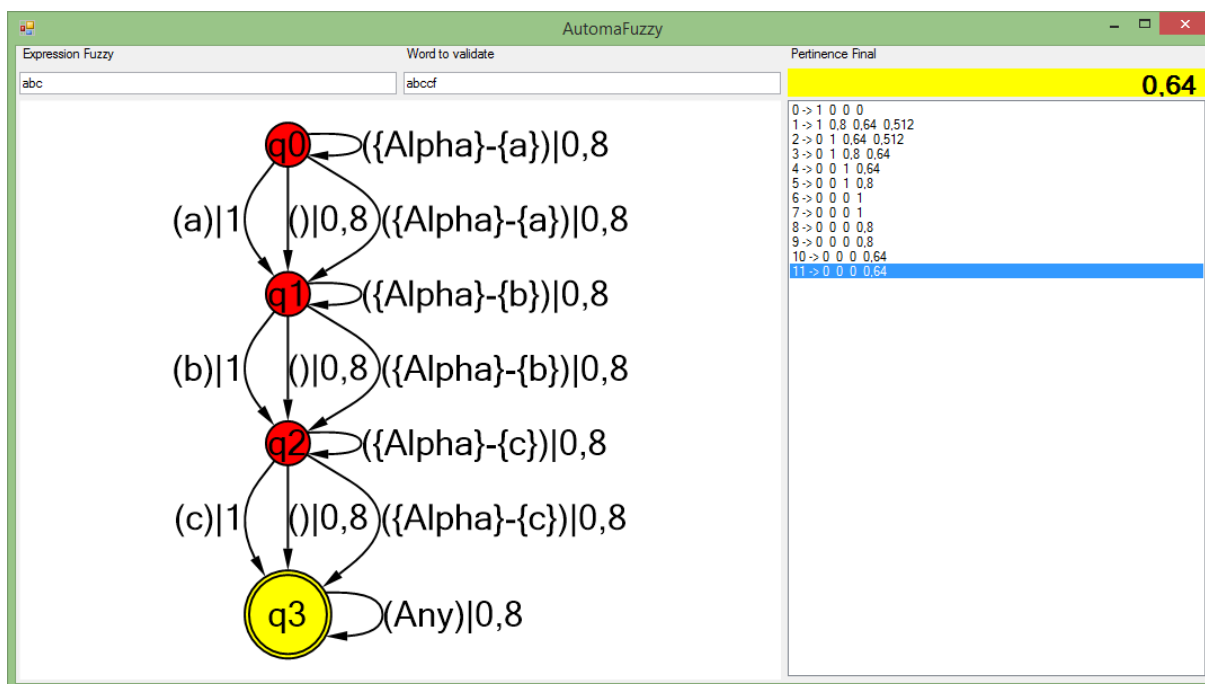 AutomaFuzzy
Expression Fuzzy
Word to validate
Pertinence Final
abc
abccf
0,64
q0
({Alpha}-{a})|0,8
(a)|1
()|0,8
({Alpha}-{a})|0,8
q1
({Alpha}-{b})|0,8
(b)|1
()|0,8
({Alpha}-{b})|0,8
q2
({Alpha}-{c})|0,8
(c)|1
()|0,8
({Alpha}-{c})|0,8
q3
(Any)|0,8
0 -> 1 0 0 0
1 -> 1 0,8 0,64 0,512
2 -> 0 1 0,64 0,512
3 -> 0 1 0,8 0,64
4 -> 0 0 1 0,64
5 -> 0 0 1 0,8
6 -> 0 0 0 1
7 -> 0 0 0 1
8 -> 0 0 0 0,8
9 -> 0 0 0 0,8
10 -> 0 0 0 0,64
11 -> 0 0 0 0,64